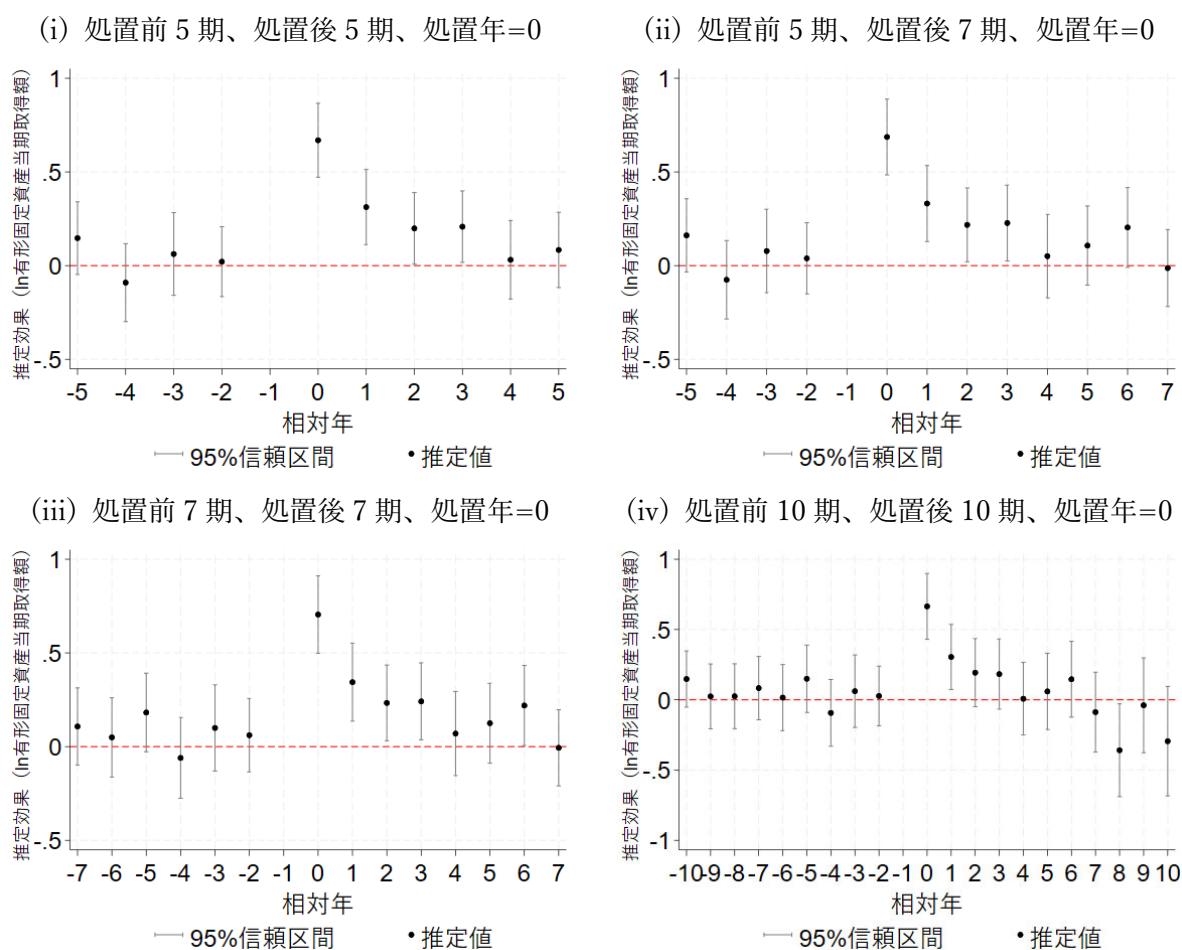 (i) 処置前 5 期、処置後 5 期、処置年=0
推定効果（ln有形固定資産当期取得額）
1
.5
0
-.5
-5 -4 -3 -2 -1 0 1 2 3 4 5
相対年
95%信頼区間 推定値
(ii) 処置前 5 期、処置後 7 期、処置年=0
推定効果（ln有形固定資産当期取得額）
1
.5
0
-.5
-5 -4 -3 -2 -1 0 1 2 3 4 5 6 7
相対年
95%信頼区間 推定値
(iii) 処置前 7 期、処置後 7 期、処置年=0
推定効果（ln有形固定資産当期取得額）
1
.5
0
-.5
-7 -6 -5 -4 -3 -2 -1 0 1 2 3 4 5 6 7
相対年
95%信頼区間 推定値
(iv) 処置前 10 期、処置後 10 期、処置年=0
推定効果（ln有形固定資産当期取得額）
1
.5
0
-.5
-1
-10 -9 -8 -7 -6 -5 -4 -3 -2 -1 0 1 2 3 4 5 6 7 8 9 10
相対年
95%信頼区間 推定値